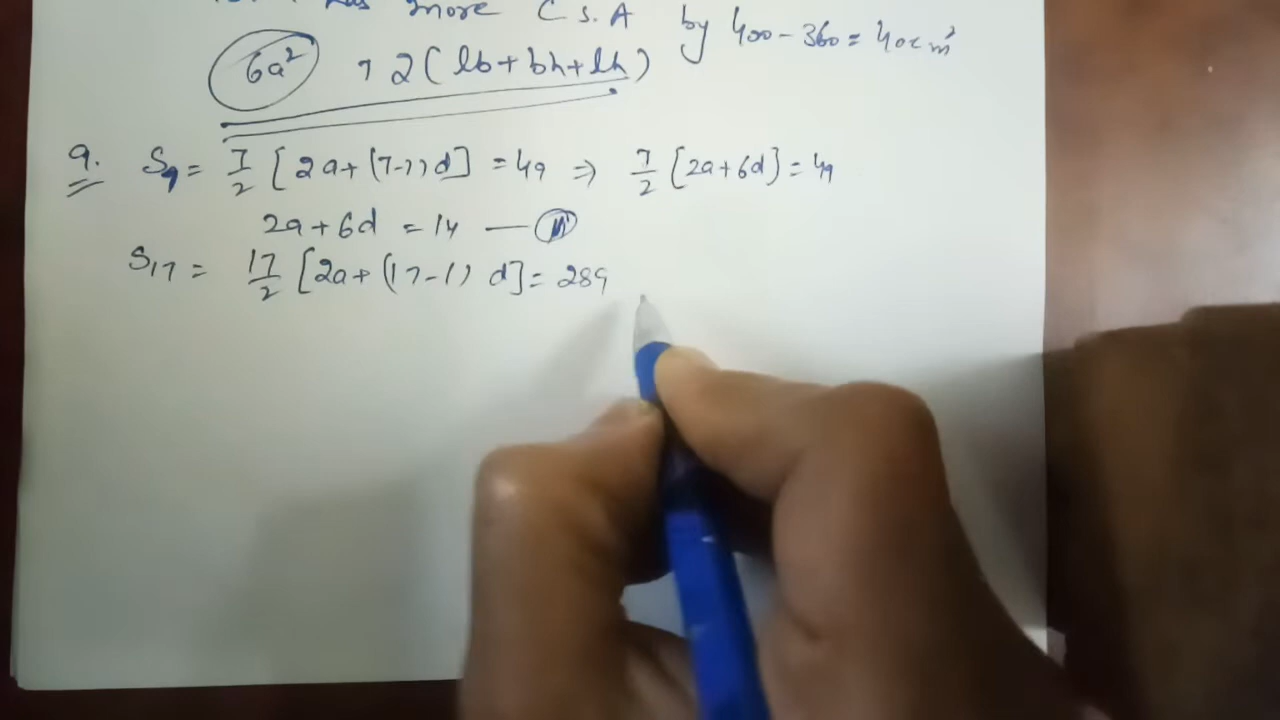 has more C S.A by 400-360=40cm²
6a² 2(lb+bh+lh)
9. S₇= 7/2 [2a+(7-1)d] =49 ⇒ 7/2 [2a+6d]=49
2a+6d =14 —
S₁₇ = 17/2 [2a+(17-1) d]=289